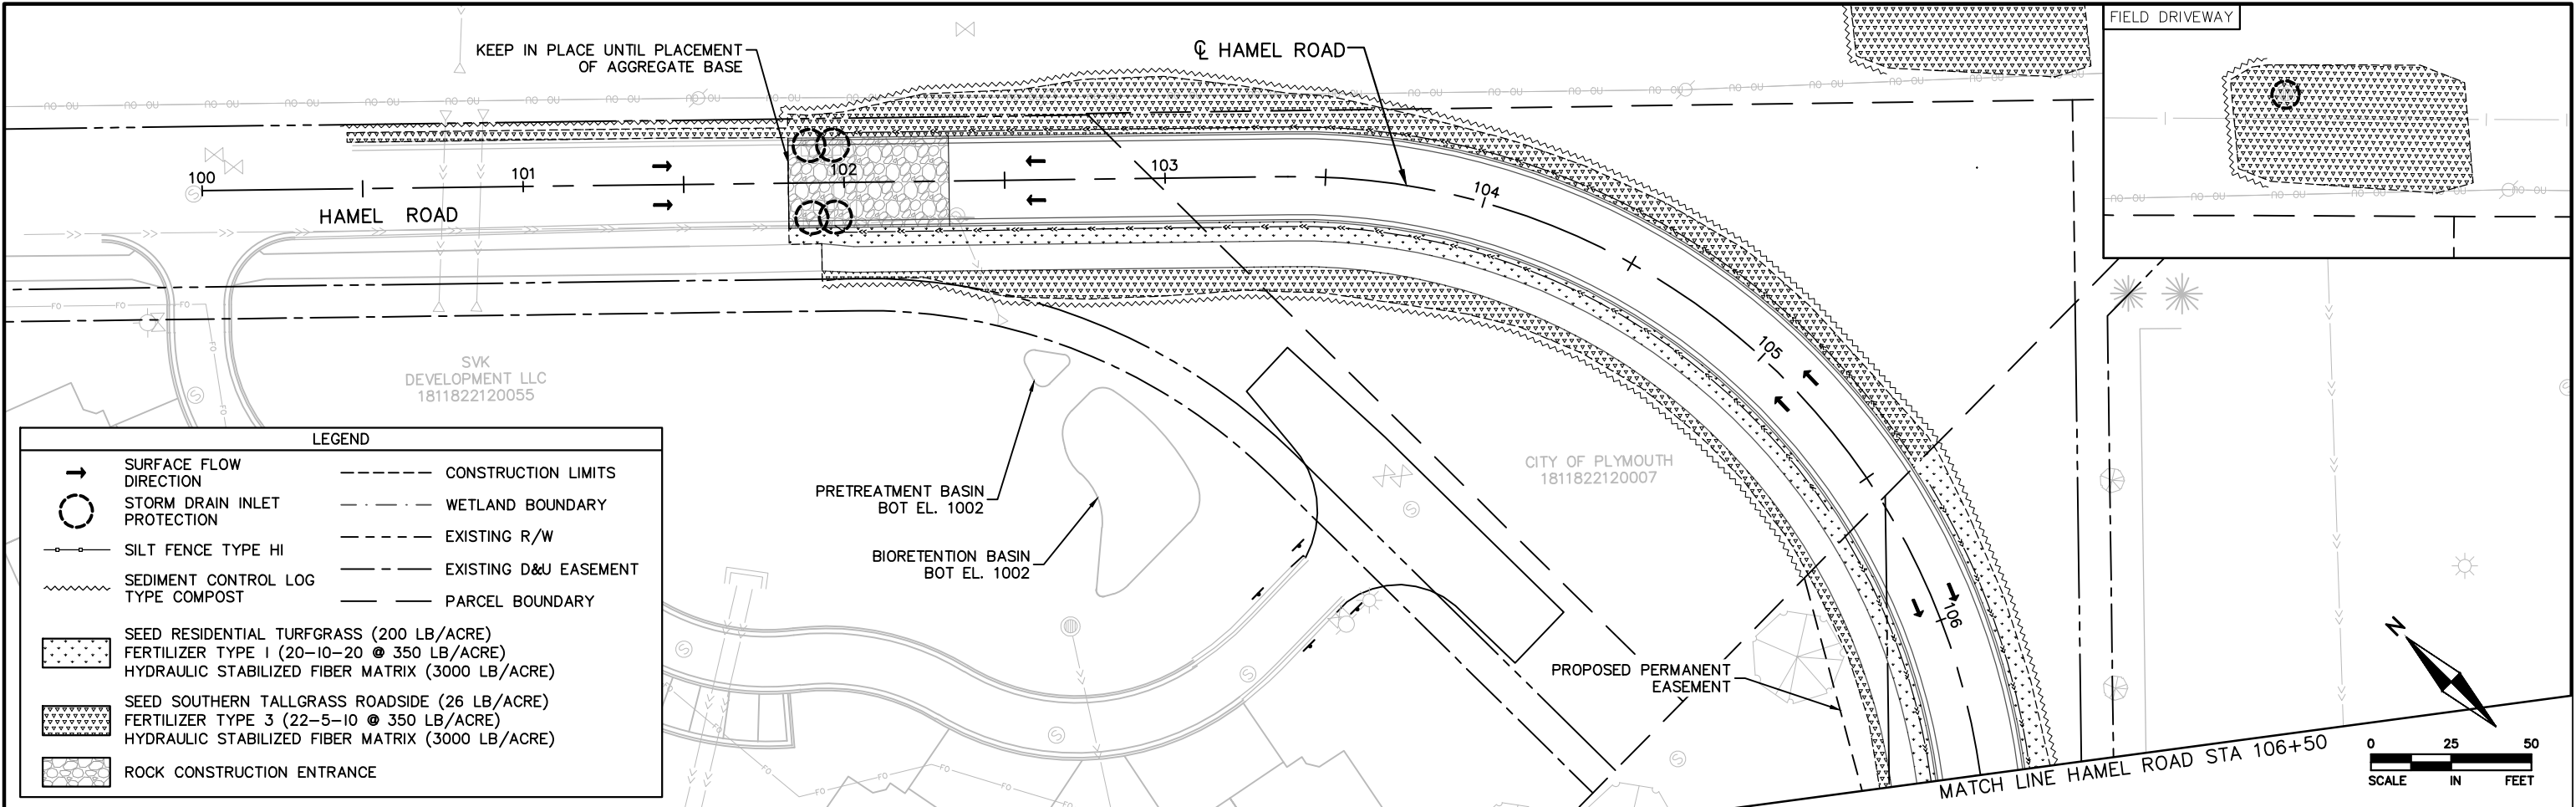 FIELD DRIVEWAY
KEEP IN PLACE UNTIL PLACEMENT
OF AGGREGATE BASE
℄ HAMEL ROAD
100
101
102
103
104
105
106
HAMEL ROAD
SVK
DEVELOPMENT LLC
1811822120055
CITY OF PLYMOUTH
1811822120007
PRETREATMENT BASIN
BOT EL. 1002
BIORETENTION BASIN
BOT EL. 1002
PROPOSED PERMANENT
EASEMENT
LEGEND
SURFACE FLOW
DIRECTION
STORM DRAIN INLET
PROTECTION
SILT FENCE TYPE HI
SEDIMENT CONTROL LOG
TYPE COMPOST
CONSTRUCTION LIMITS
WETLAND BOUNDARY
EXISTING R/W
EXISTING D&U EASEMENT
PARCEL BOUNDARY
SEED RESIDENTIAL TURFGRASS (200 LB/ACRE)
FERTILIZER TYPE I (20-10-20 @ 350 LB/ACRE)
HYDRAULIC STABILIZED FIBER MATRIX (3000 LB/ACRE)
SEED SOUTHERN TALLGRASS ROADSIDE (26 LB/ACRE)
FERTILIZER TYPE 3 (22-5-10 @ 350 LB/ACRE)
HYDRAULIC STABILIZED FIBER MATRIX (3000 LB/ACRE)
ROCK CONSTRUCTION ENTRANCE
N
MATCH LINE HAMEL ROAD STA 106+50
0 25 50
SCALE IN FEET